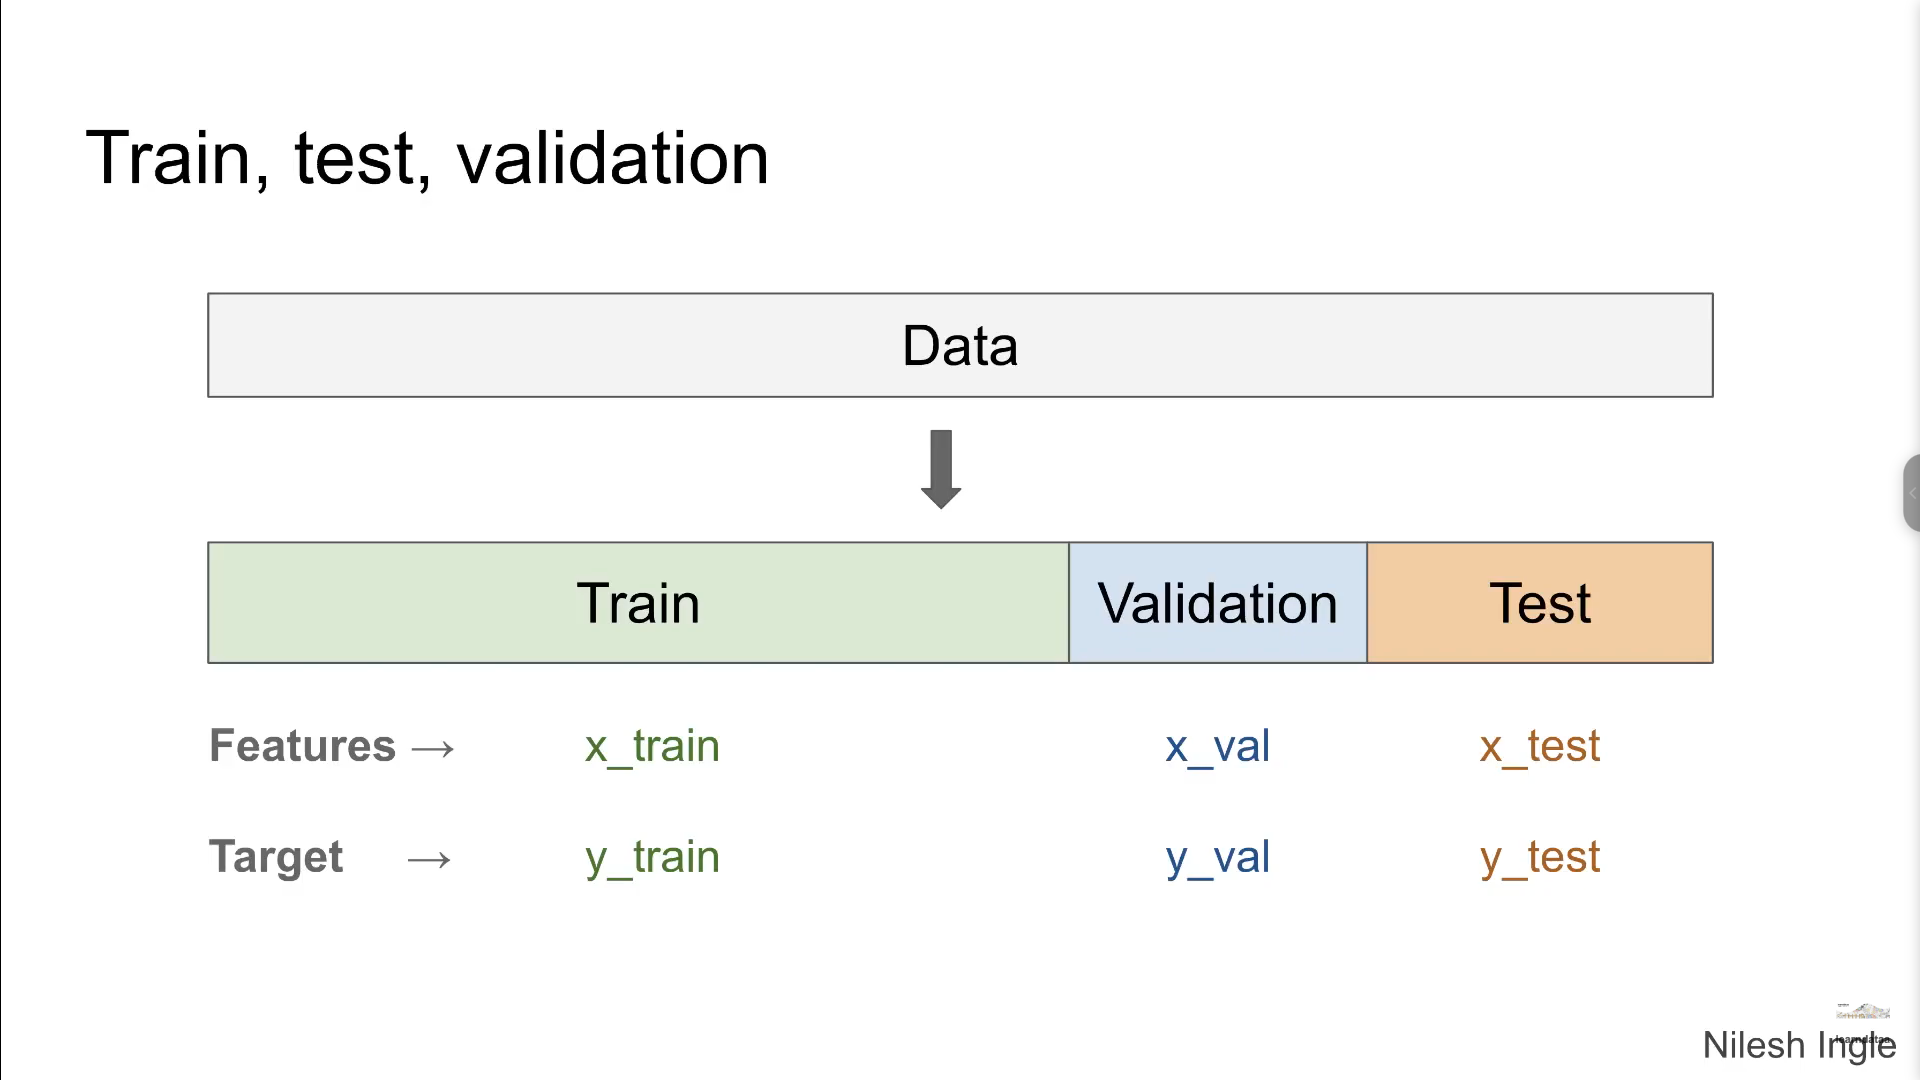 Train, test, validation
Data
Train Validation Test
Features → x_train x_val x_test
Target → y_train y_val y_test
Nilesh Ingle